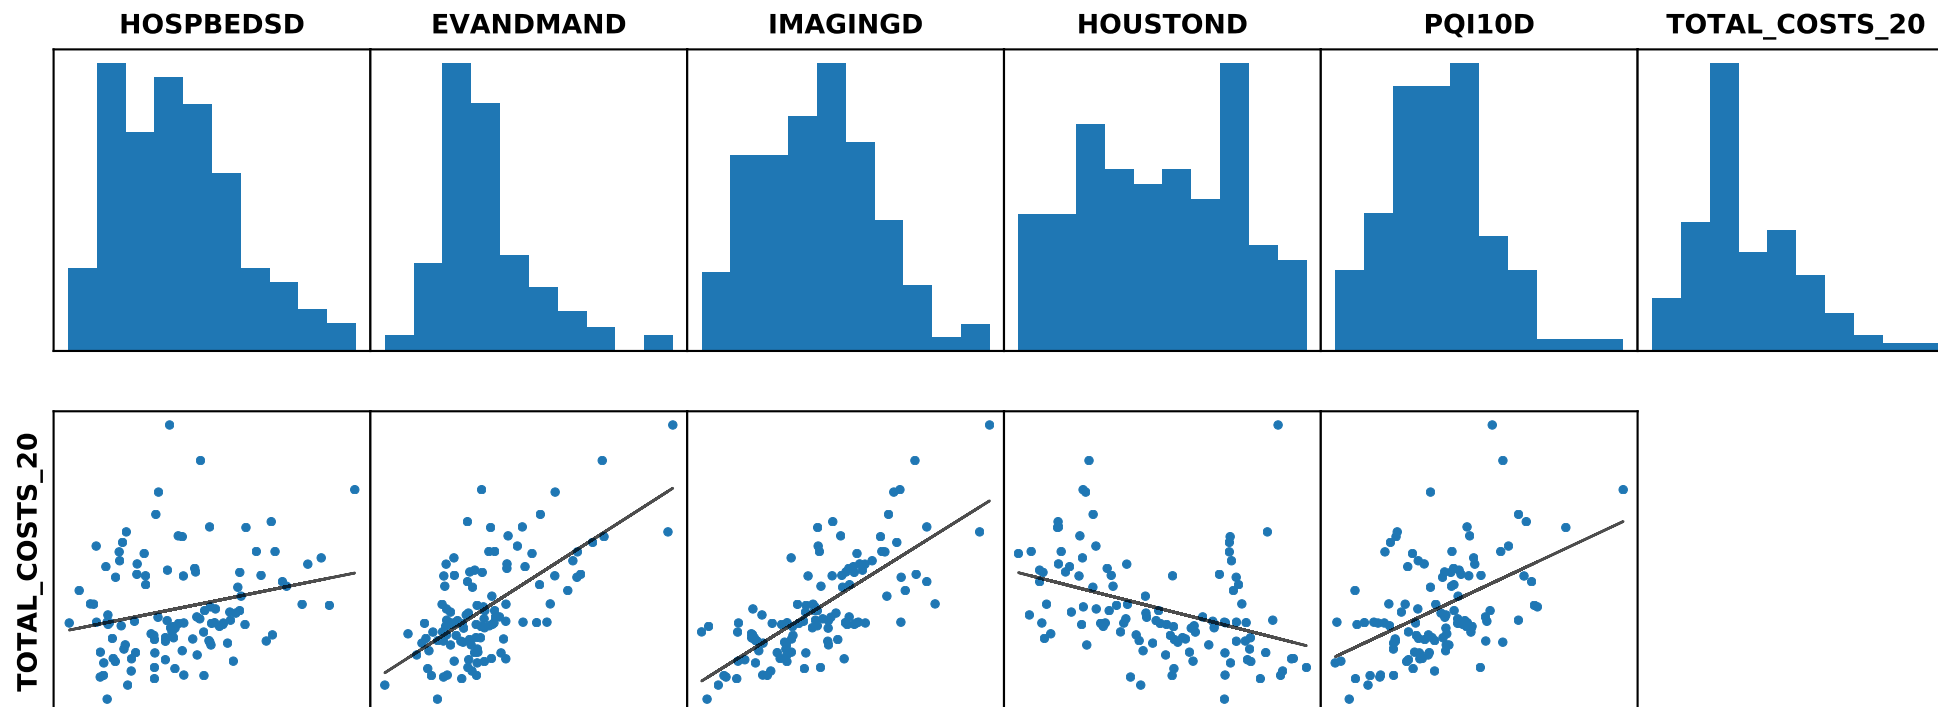 HOSPBEDSD EVANDMAND IMAGINGD HOUSTOND PQI10D TOTAL_COSTS_20
TOTAL_COSTS_20